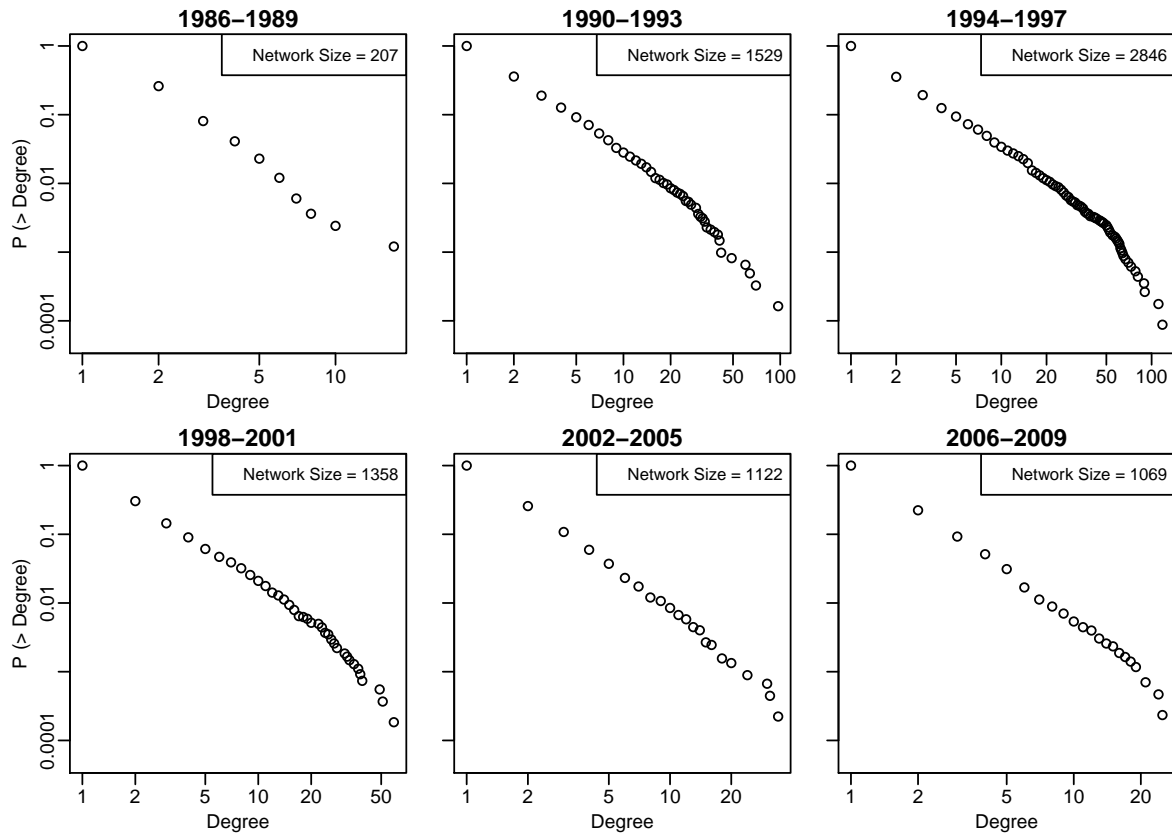 1986−1989
Network Size = 207
1
0.1
0.01
0.0001
P (> Degree)
1 2 5 10
Degree
1990−1993
Network Size = 1529
1 2 5 10 20 50 100
Degree
1994−1997
Network Size = 2846
1 2 5 10 20 50 100
Degree
1998−2001
Network Size = 1358
1
0.1
0.01
0.0001
P (> Degree)
1 2 5 10 20 50
Degree
2002−2005
Network Size = 1122
1 2 5 10 20
Degree
2006−2009
Network Size = 1069
1 2 5 10 20
Degree